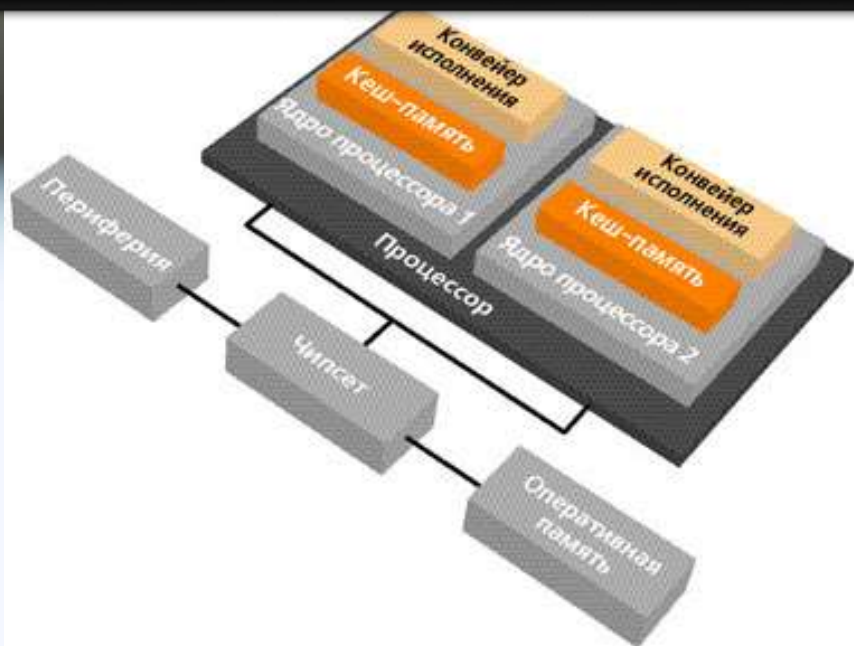 Конвейер
исполнения
Кеш-память
Ядро процессора 1
Конвейер
исполнения
Кеш-память
Ядро процессора 2
Процессор
Периферия
Чипсет
Оперативная
память